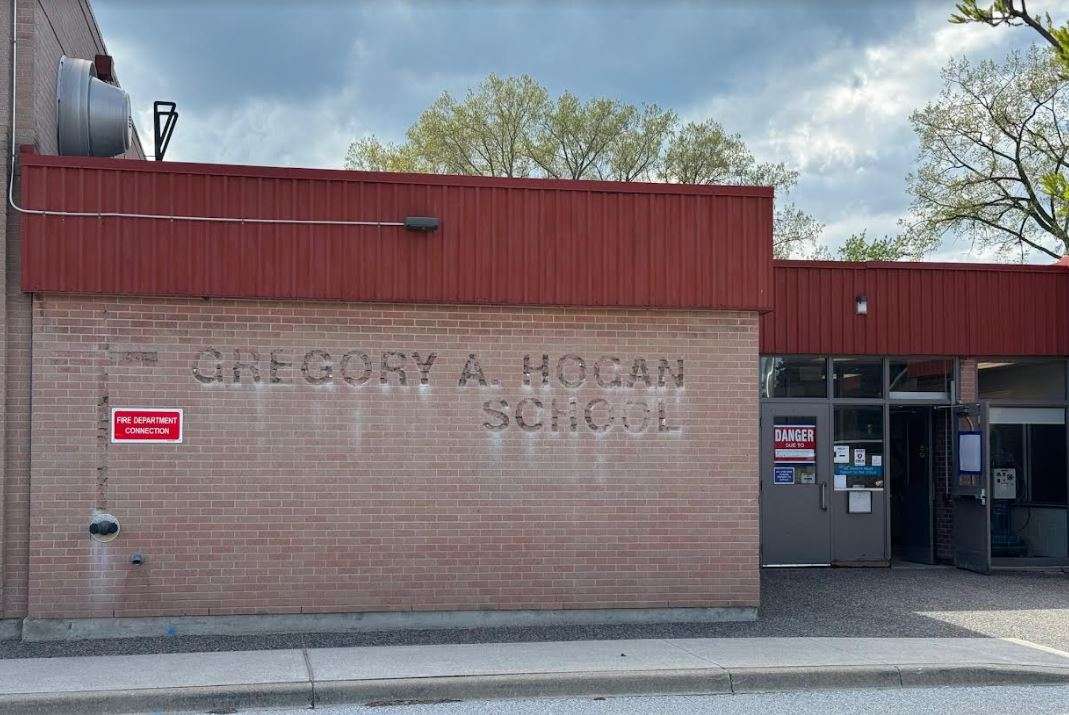 GREGORY A. HOGAN
SCHOOL
FIRE DEPARTMENT
CONNECTION
DANGER
DUE TO